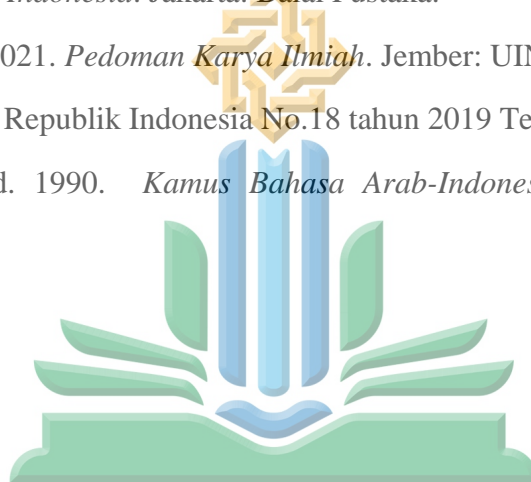 Indonesia. Jakarta: Balai Pustaka.
2021. Pedoman Karya Ilmiah. Jember: UIN
Republik Indonesia No.18 tahun 2019 Te
d. 1990. Kamus Bahasa Arab-Indones